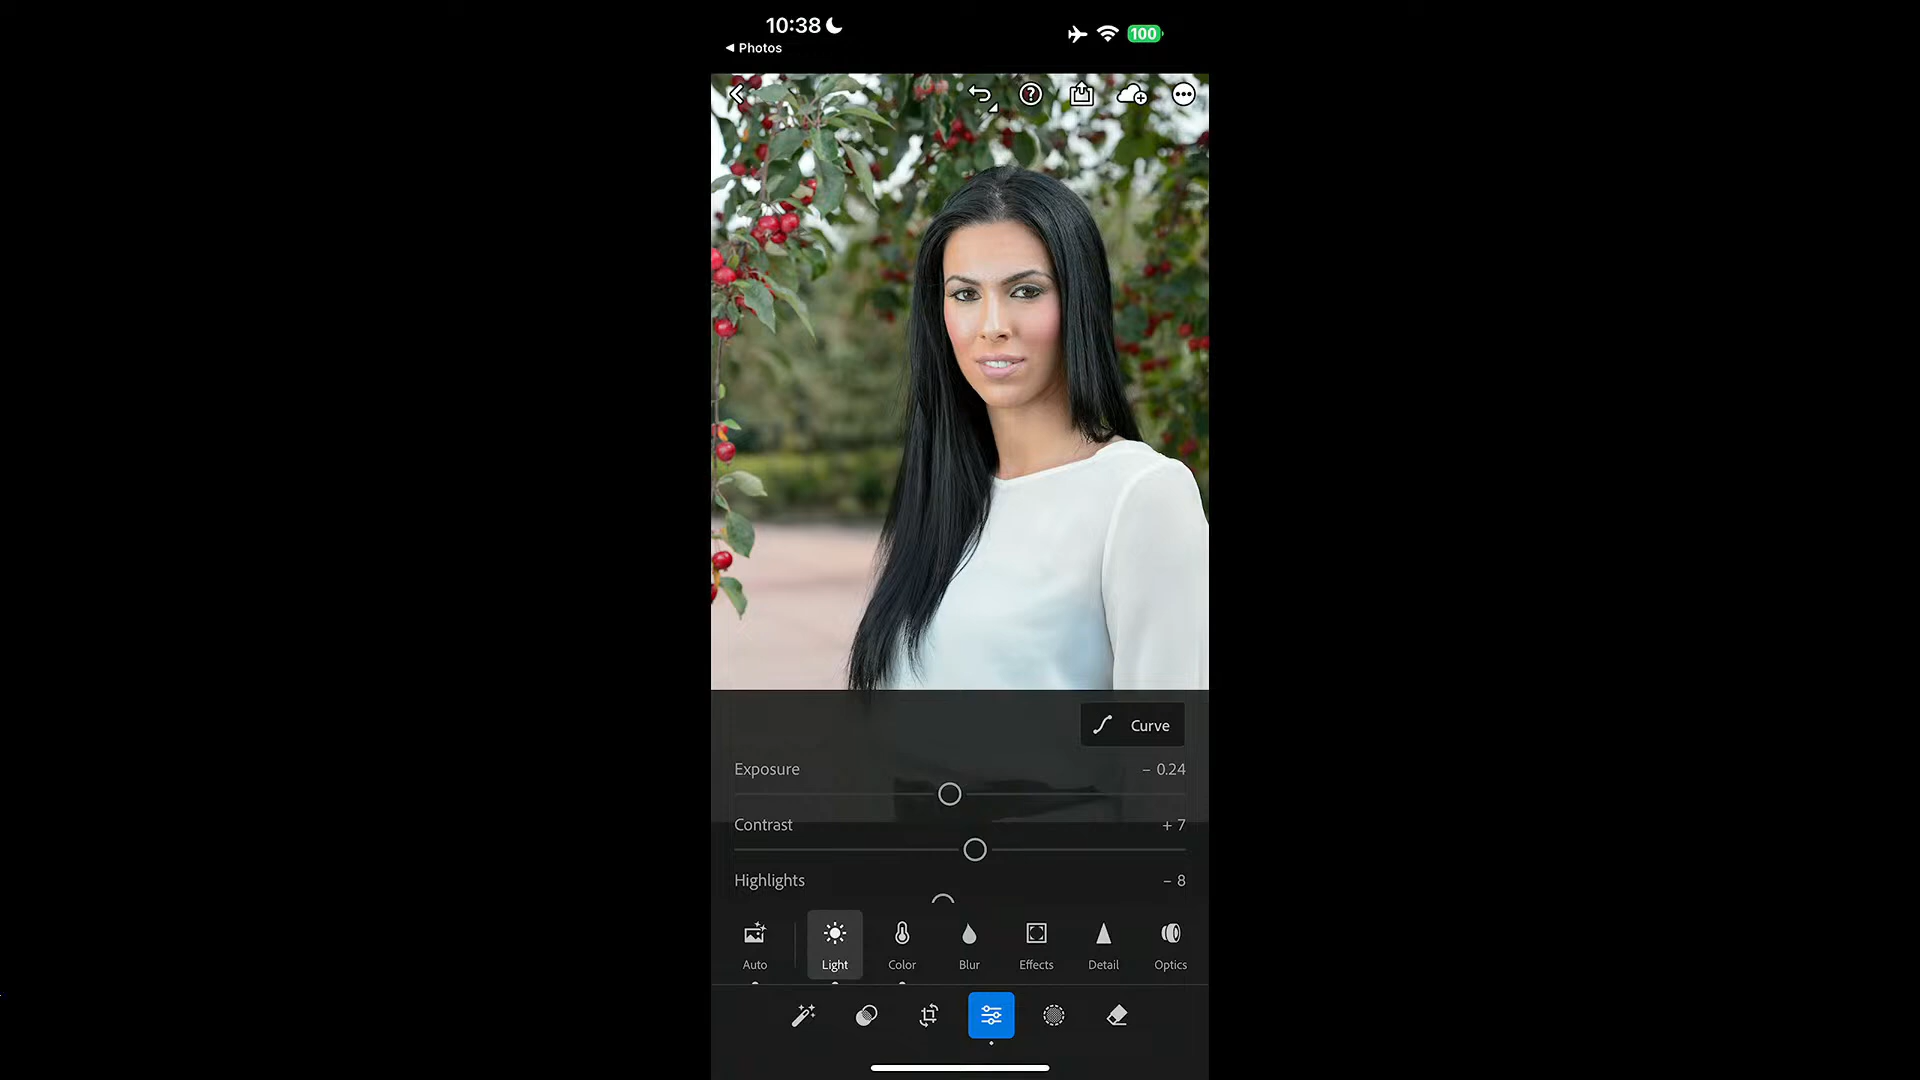 10:38
100
◀ Photos
Curve
Exposure
− 0.24
Contrast
+ 7
Highlights
− 8
Auto
Light
Color
Blur
Effects
Detail
Optics